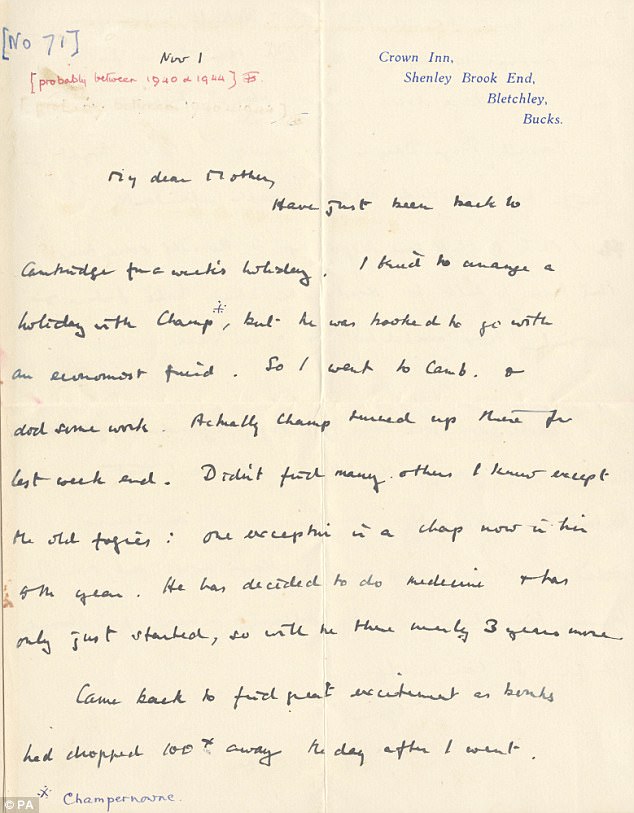 [No 71]
Nov 1
[probably between 1940 & 1944]
Crown Inn,
Shenley Brook End,
Bletchley,
Bucks.
My dear Mother,
Have just been back to
Cambridge for a week's holiday. I tried to arrange a
holiday with Champ*, but he was booked to go with
an economist friend. So I went to Camb. &
did some work. Actually Champ turned up there for
last week end. Didn't find many others I knew except
the old fogies: one exception is a chap now in his
5th year. He has decided to do medicine & has
only just started, so will be there nearly 3 years more
Came back to find great excitement as bombs
had dropped 100 away the day after I went.
* Champernowne.
© PA